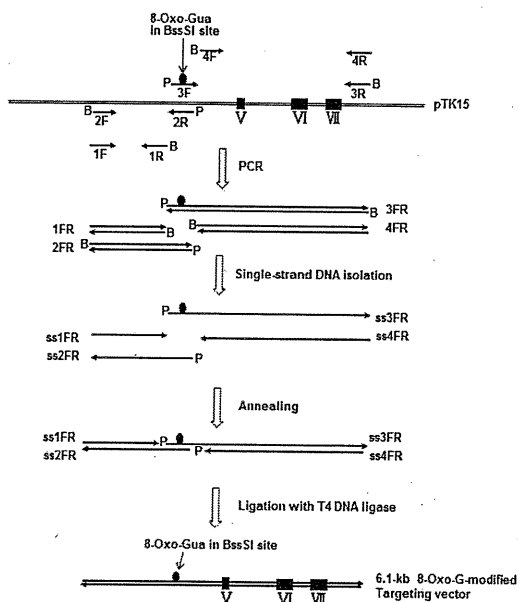 8-Oxo-Gua
in BssSI site
B 4F
4R
P 3F
3R B
pTK15
B 2F
2R P
V VI VII
1F
1R B
PCR
P B 3FR
1FR B B 4FR
2FR B P
Single-strand DNA isolation
P ss3FR
ss1FR ss4FR
ss2FR P
Annealing
ss1FR P ss3FR
ss2FR P ss4FR
Ligation with T4 DNA ligase
8-Oxo-Gua in BssSI site
6.1-kb 8-Oxo-G-modified
Targeting vector
V VI VII